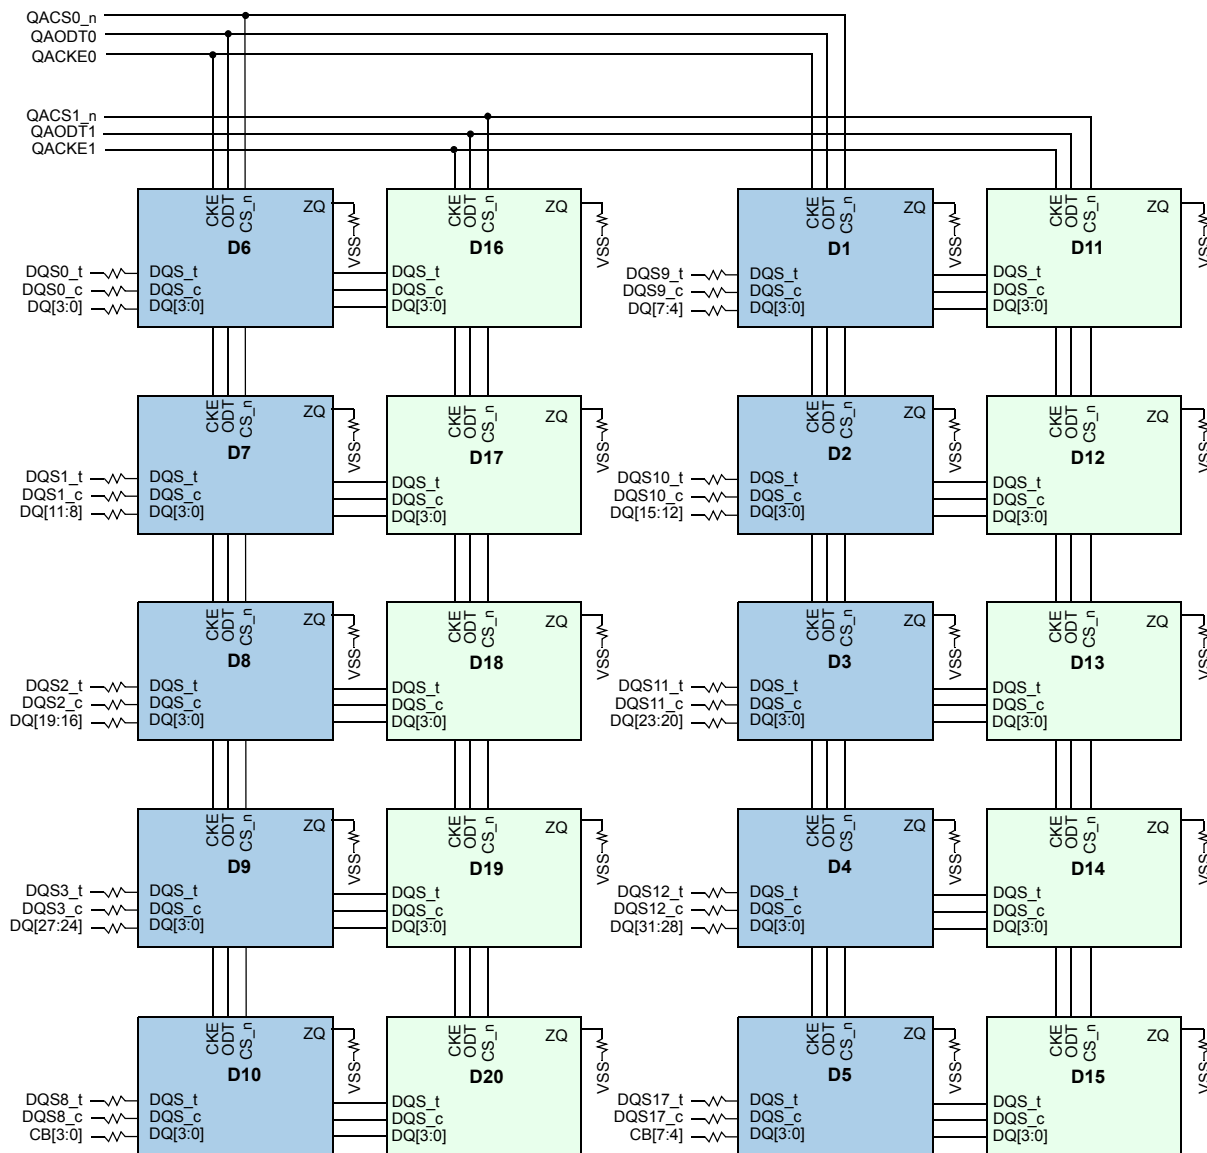 QACS0_n
QAODT0
QACKE0
QACS1_n
QAODT1
QACKE1
CKE ODT CS_n ZQ VSS
D6
DQS0_t DQS_t
DQS0_c DQS_c
DQ[3:0] DQ[3:0]
CKE ODT CS_n ZQ VSS
D16
DQS_t
DQS_c
DQ[3:0]
CKE ODT CS_n ZQ VSS
D1
DQS9_t DQS_t
DQS9_c DQS_c
DQ[7:4] DQ[3:0]
CKE ODT CS_n ZQ VSS
D11
DQS_t
DQS_c
DQ[3:0]
CKE ODT CS_n ZQ VSS
D7
DQS1_t DQS_t
DQS1_c DQS_c
DQ[11:8] DQ[3:0]
CKE ODT CS_n ZQ VSS
D17
DQS_t
DQS_c
DQ[3:0]
CKE ODT CS_n ZQ VSS
D2
DQS10_t DQS_t
DQS10_c DQS_c
DQ[15:12] DQ[3:0]
CKE ODT CS_n ZQ VSS
D12
DQS_t
DQS_c
DQ[3:0]
CKE ODT CS_n ZQ VSS
D8
DQS2_t DQS_t
DQS2_c DQS_c
DQ[19:16] DQ[3:0]
CKE ODT CS_n ZQ VSS
D18
DQS_t
DQS_c
DQ[3:0]
CKE ODT CS_n ZQ VSS
D3
DQS11_t DQS_t
DQS11_c DQS_c
DQ[23:20] DQ[3:0]
CKE ODT CS_n ZQ VSS
D13
DQS_t
DQS_c
DQ[3:0]
CKE ODT CS_n ZQ VSS
D9
DQS3_t DQS_t
DQS3_c DQS_c
DQ[27:24] DQ[3:0]
CKE ODT CS_n ZQ VSS
D19
DQS_t
DQS_c
DQ[3:0]
CKE ODT CS_n ZQ VSS
D4
DQS12_t DQS_t
DQS12_c DQS_c
DQ[31:28] DQ[3:0]
CKE ODT CS_n ZQ VSS
D14
DQS_t
DQS_c
DQ[3:0]
CKE ODT CS_n ZQ VSS
D10
DQS8_t DQS_t
DQS8_c DQS_c
CB[3:0] DQ[3:0]
CKE ODT CS_n ZQ VSS
D20
DQS_t
DQS_c
DQ[3:0]
CKE ODT CS_n ZQ VSS
D5
DQS17_t DQS_t
DQS17_c DQS_c
CB[7:4] DQ[3:0]
CKE ODT CS_n ZQ VSS
D15
DQS_t
DQS_c
DQ[3:0]